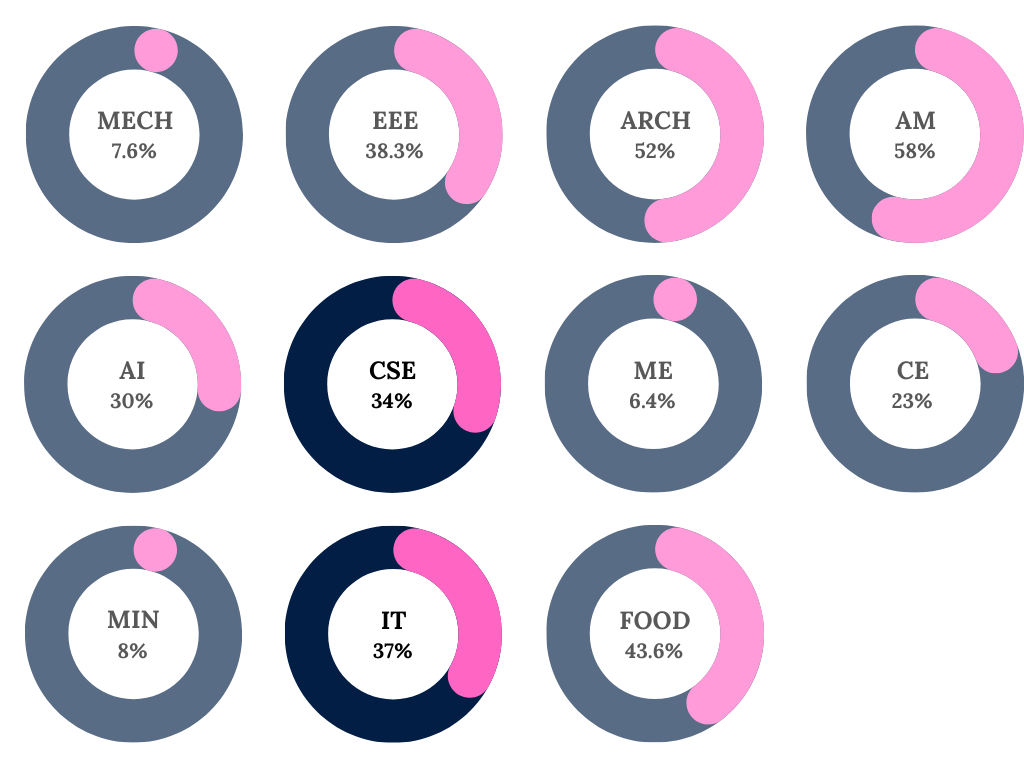 MECH
7.6%
EEE
38.3%
ARCH
52%
AM
58%
AI
30%
CSE
34%
ME
6.4%
CE
23%
MIN
8%
IT
37%
FOOD
43.6%